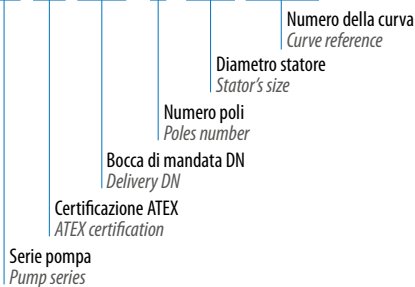 Numero della curva
Curve reference
Diametro statore
Stator's size
Numero poli
Poles number
Bocca di mandata DN
Delivery DN
Certificazione ATEX
ATEX certification
Serie pompa
Pump series